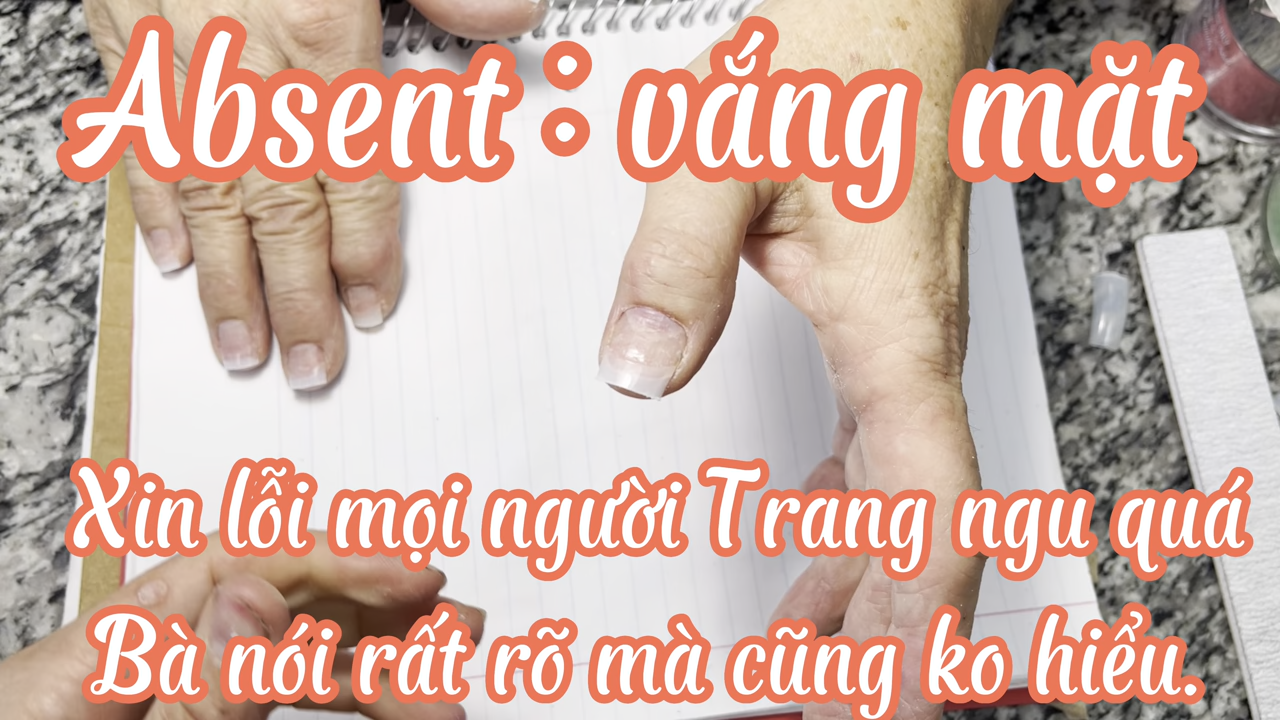 Absent : vắng mặt
Xin lỗi mọi người Trang ngu quá
Bà nói rất rõ mà cũng ko hiểu.